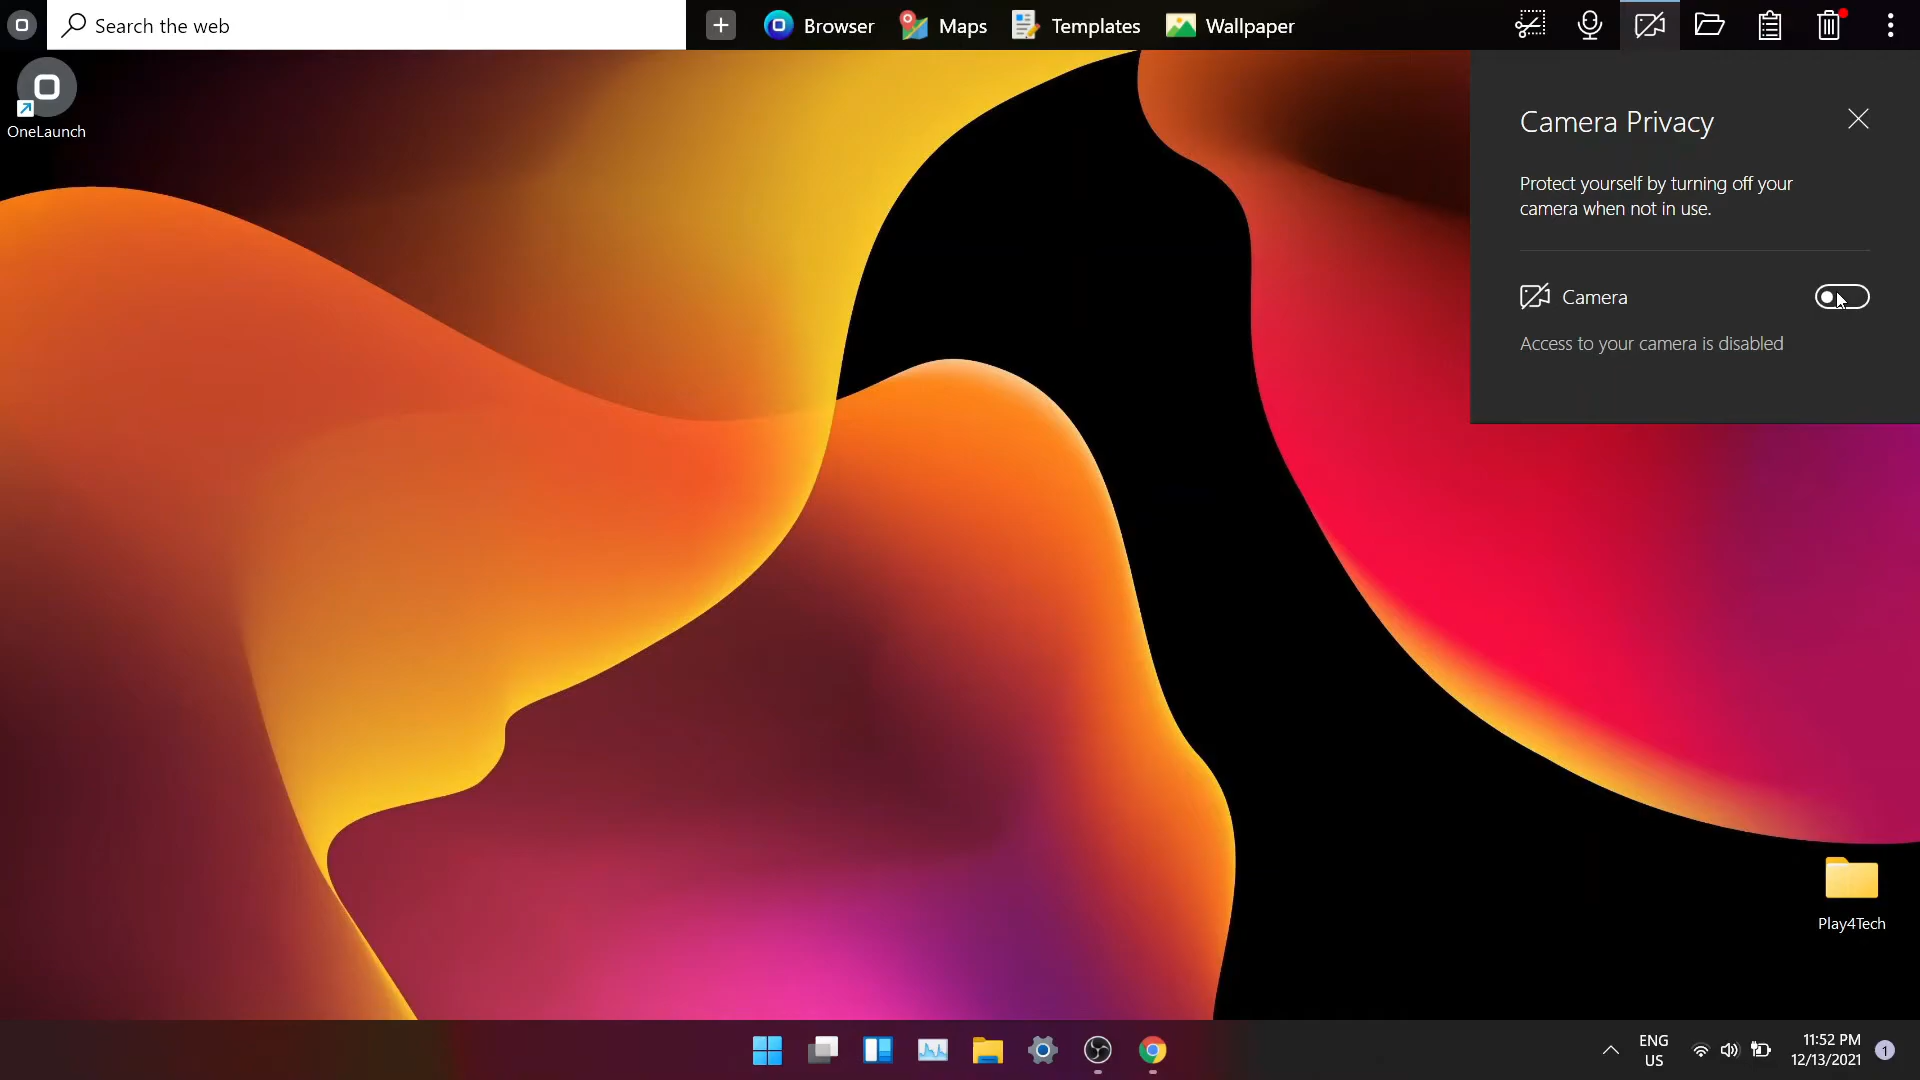 Search the web
Browser
Maps
Templates
Wallpaper
OneLaunch
Camera Privacy
Protect yourself by turning off your
camera when not in use.
Camera
Access to your camera is disabled
Play4Tech
ENG
US
11:52 PM
12/13/2021
1